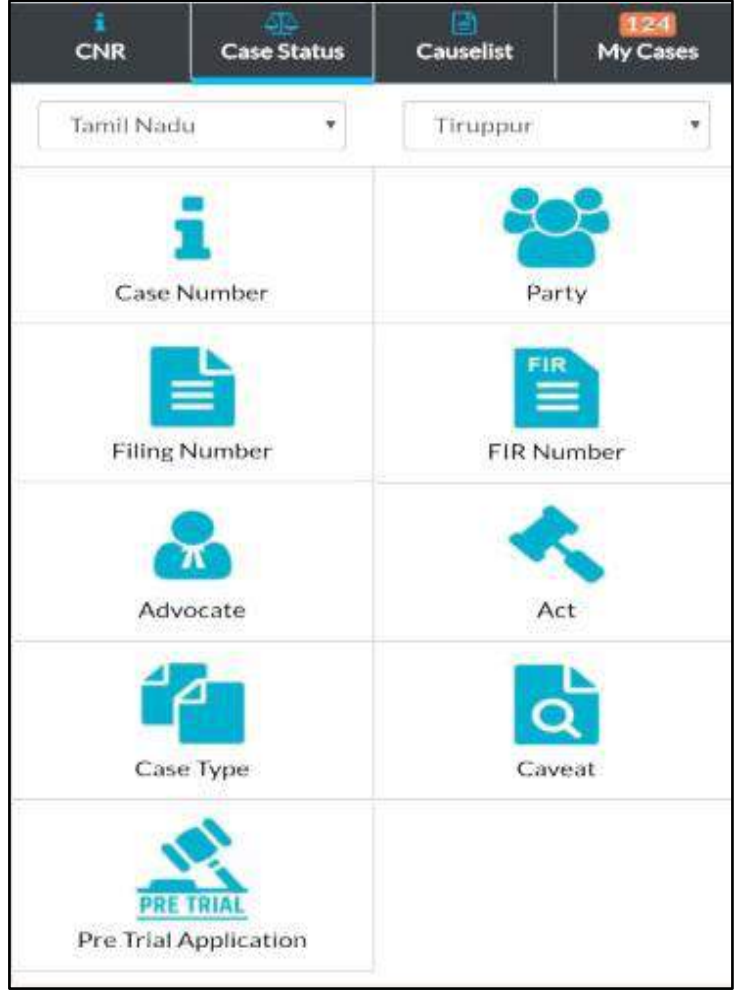 124
CNR Case Status Causelist My Cases
Tamil Nadu Tiruppur
Case Number Party
FIR
Filing Number FIR Number
Advocate Act
Case Type Caveat
PRE TRIAL
Pre Trial Application